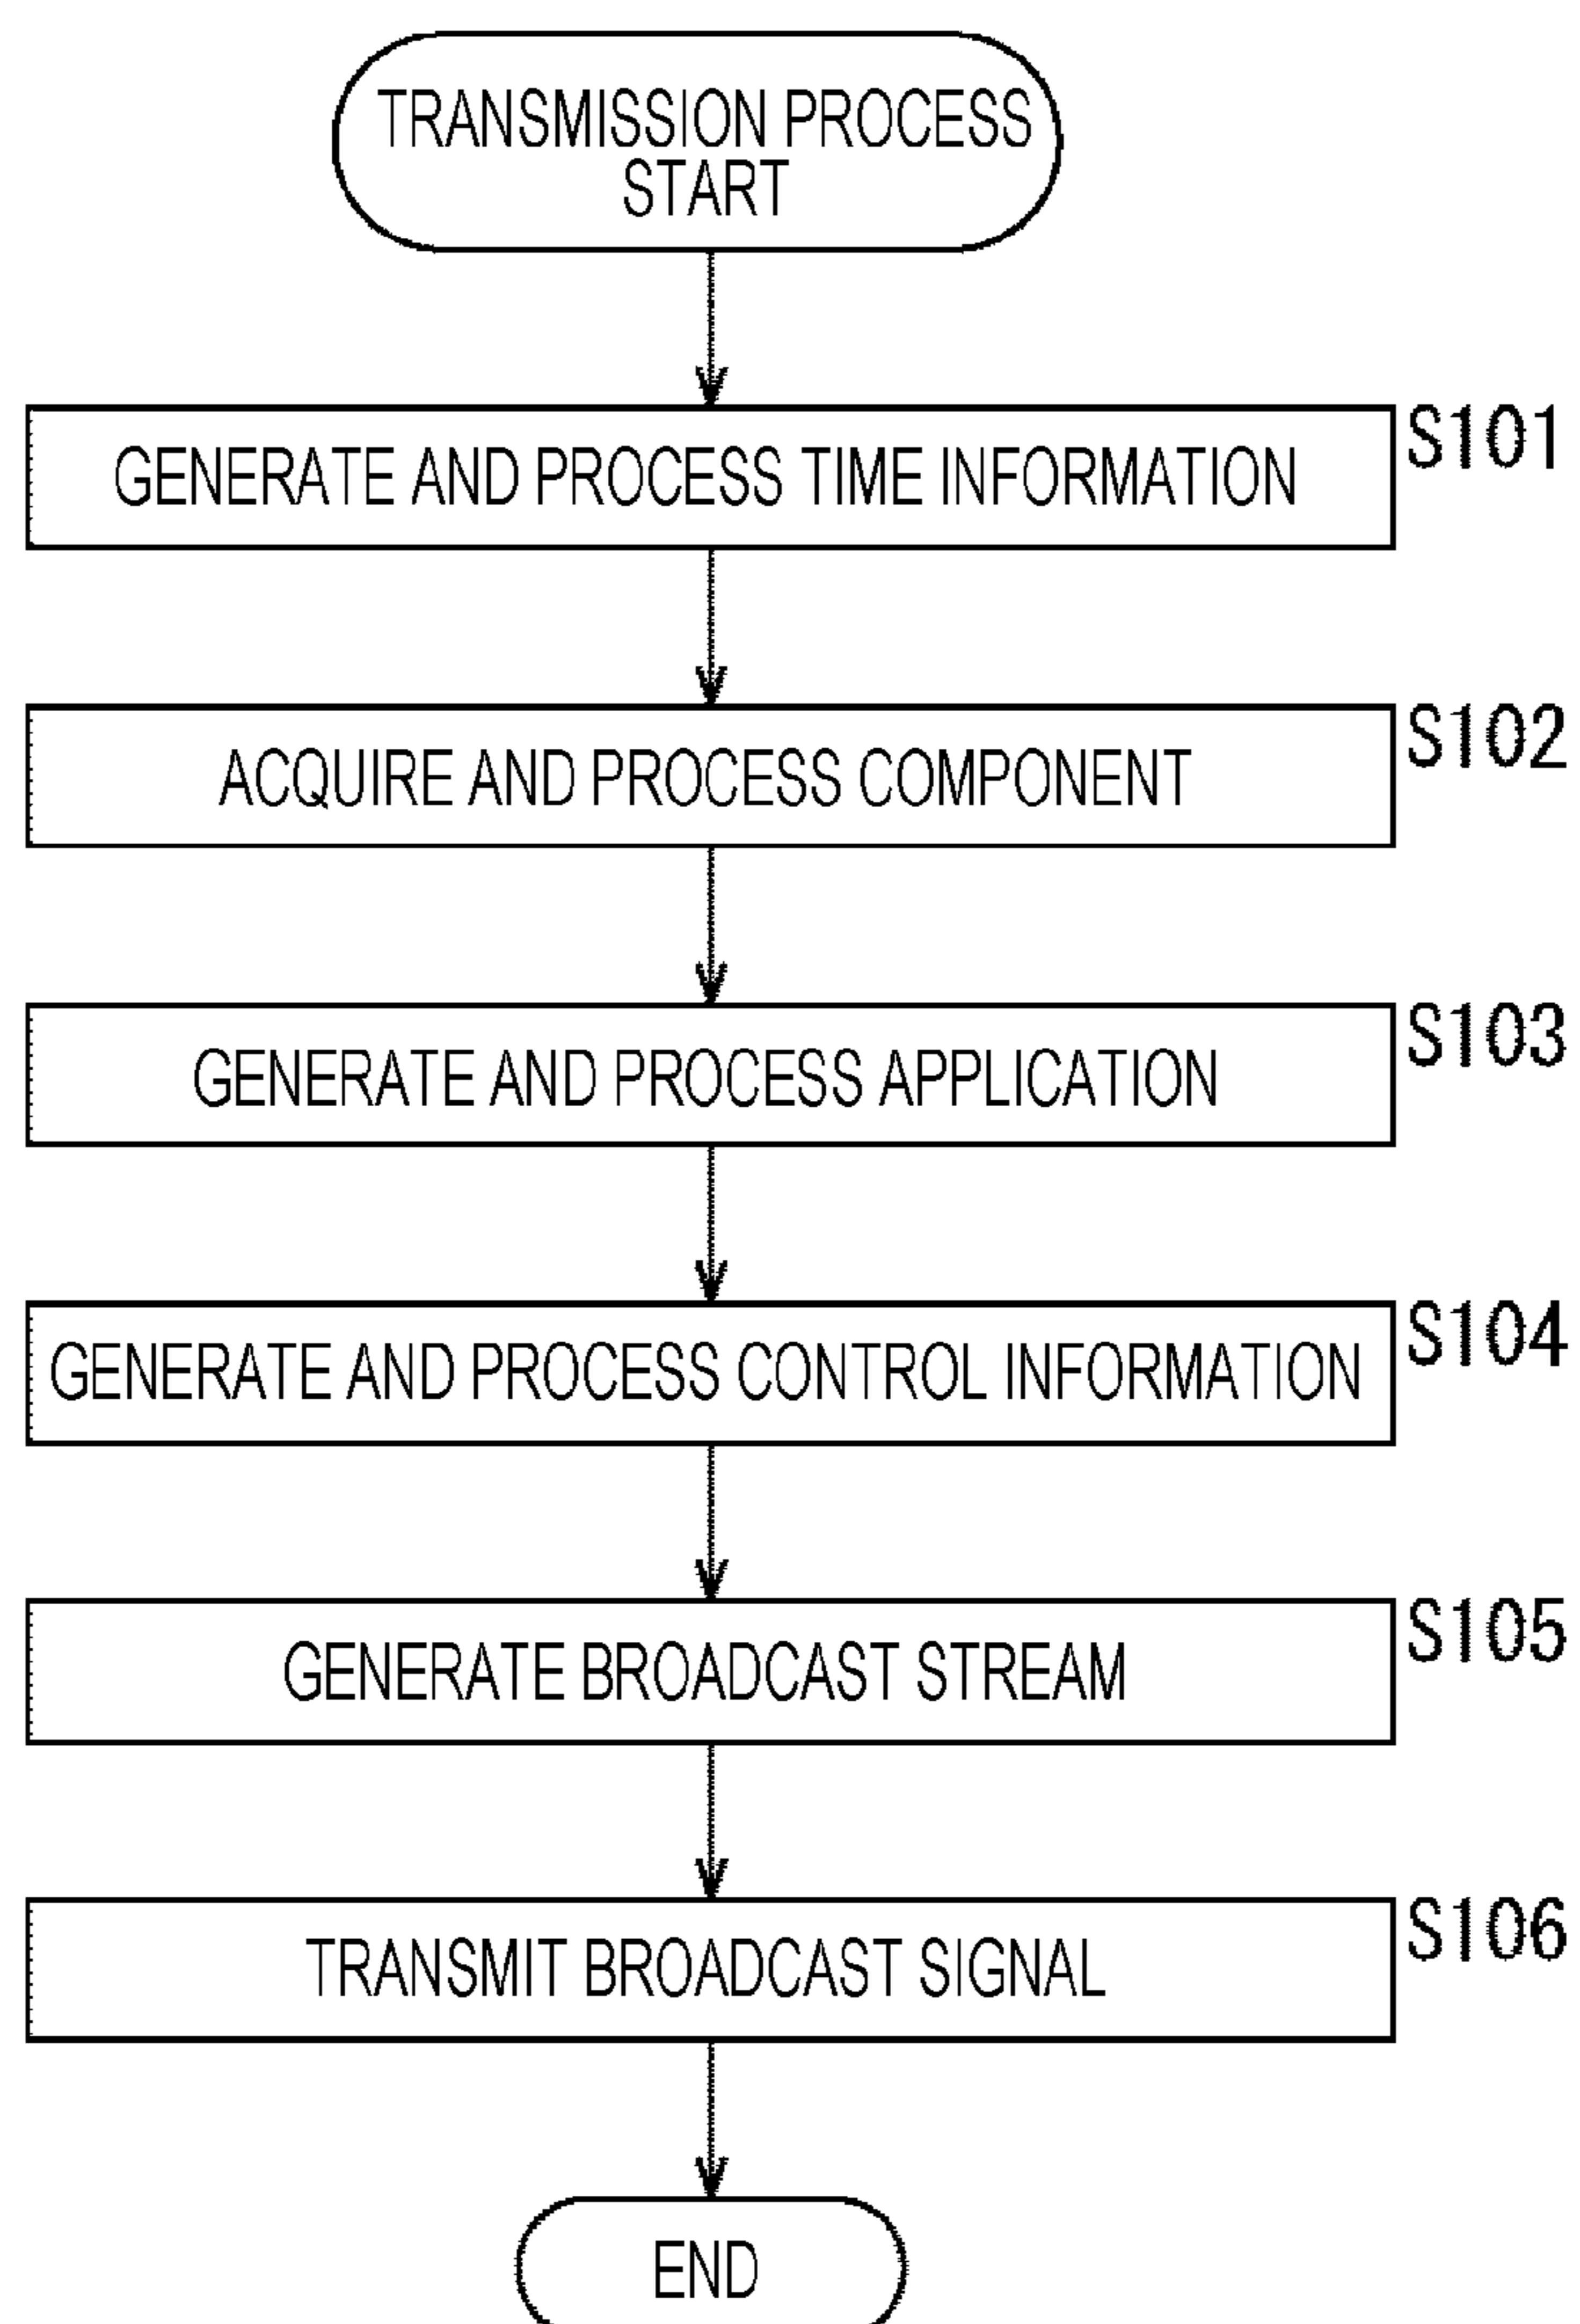 TRANSMISSION PROCESS
START
GENERATE AND PROCESS TIME INFORMATION S101
ACQUIRE AND PROCESS COMPONENT S102
GENERATE AND PROCESS APPLICATION S103
GENERATE AND PROCESS CONTROL INFORMATION S104
GENERATE BROADCAST STREAM S105
TRANSMIT BROADCAST SIGNAL S106
END